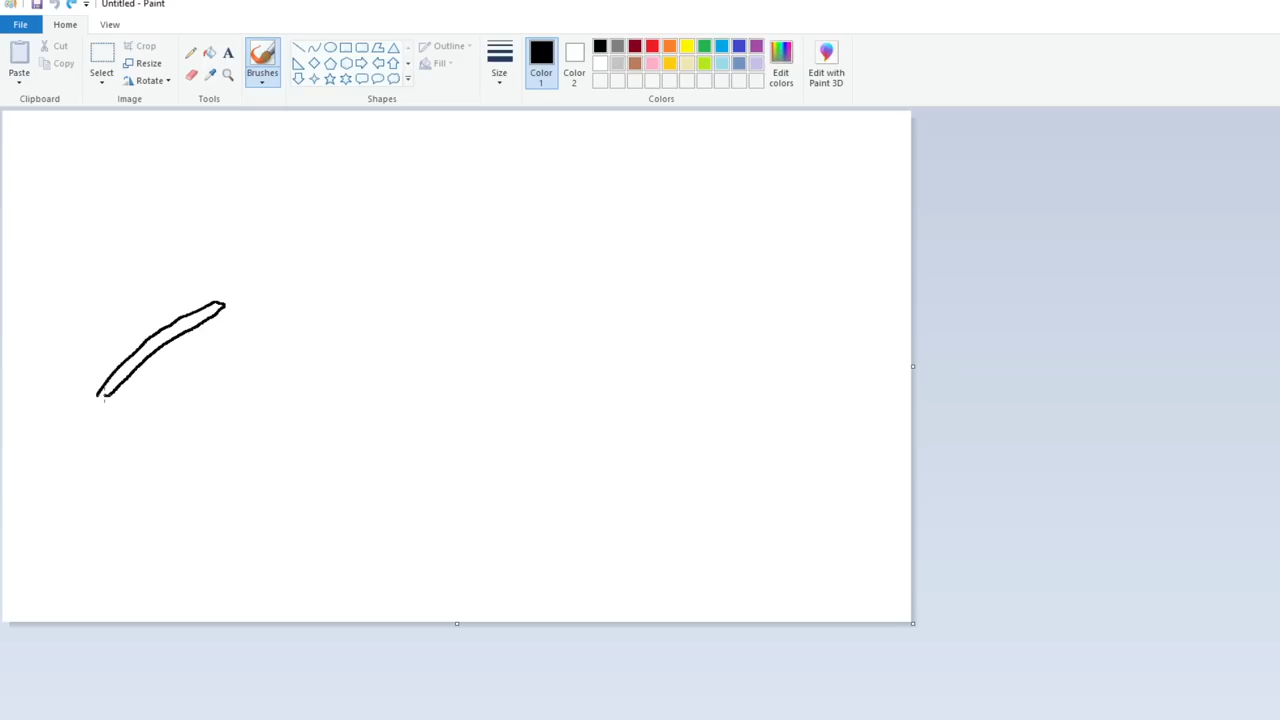 Untitled - Paint
File Home View
Paste
Cut
Copy
Clipboard
Select
Crop
Resize
Rotate
Image
A
Tools
Brushes
Shapes
Outline
Fill
Size
Color 1
Color 2
Colors
Edit colors
Edit with Paint 3D